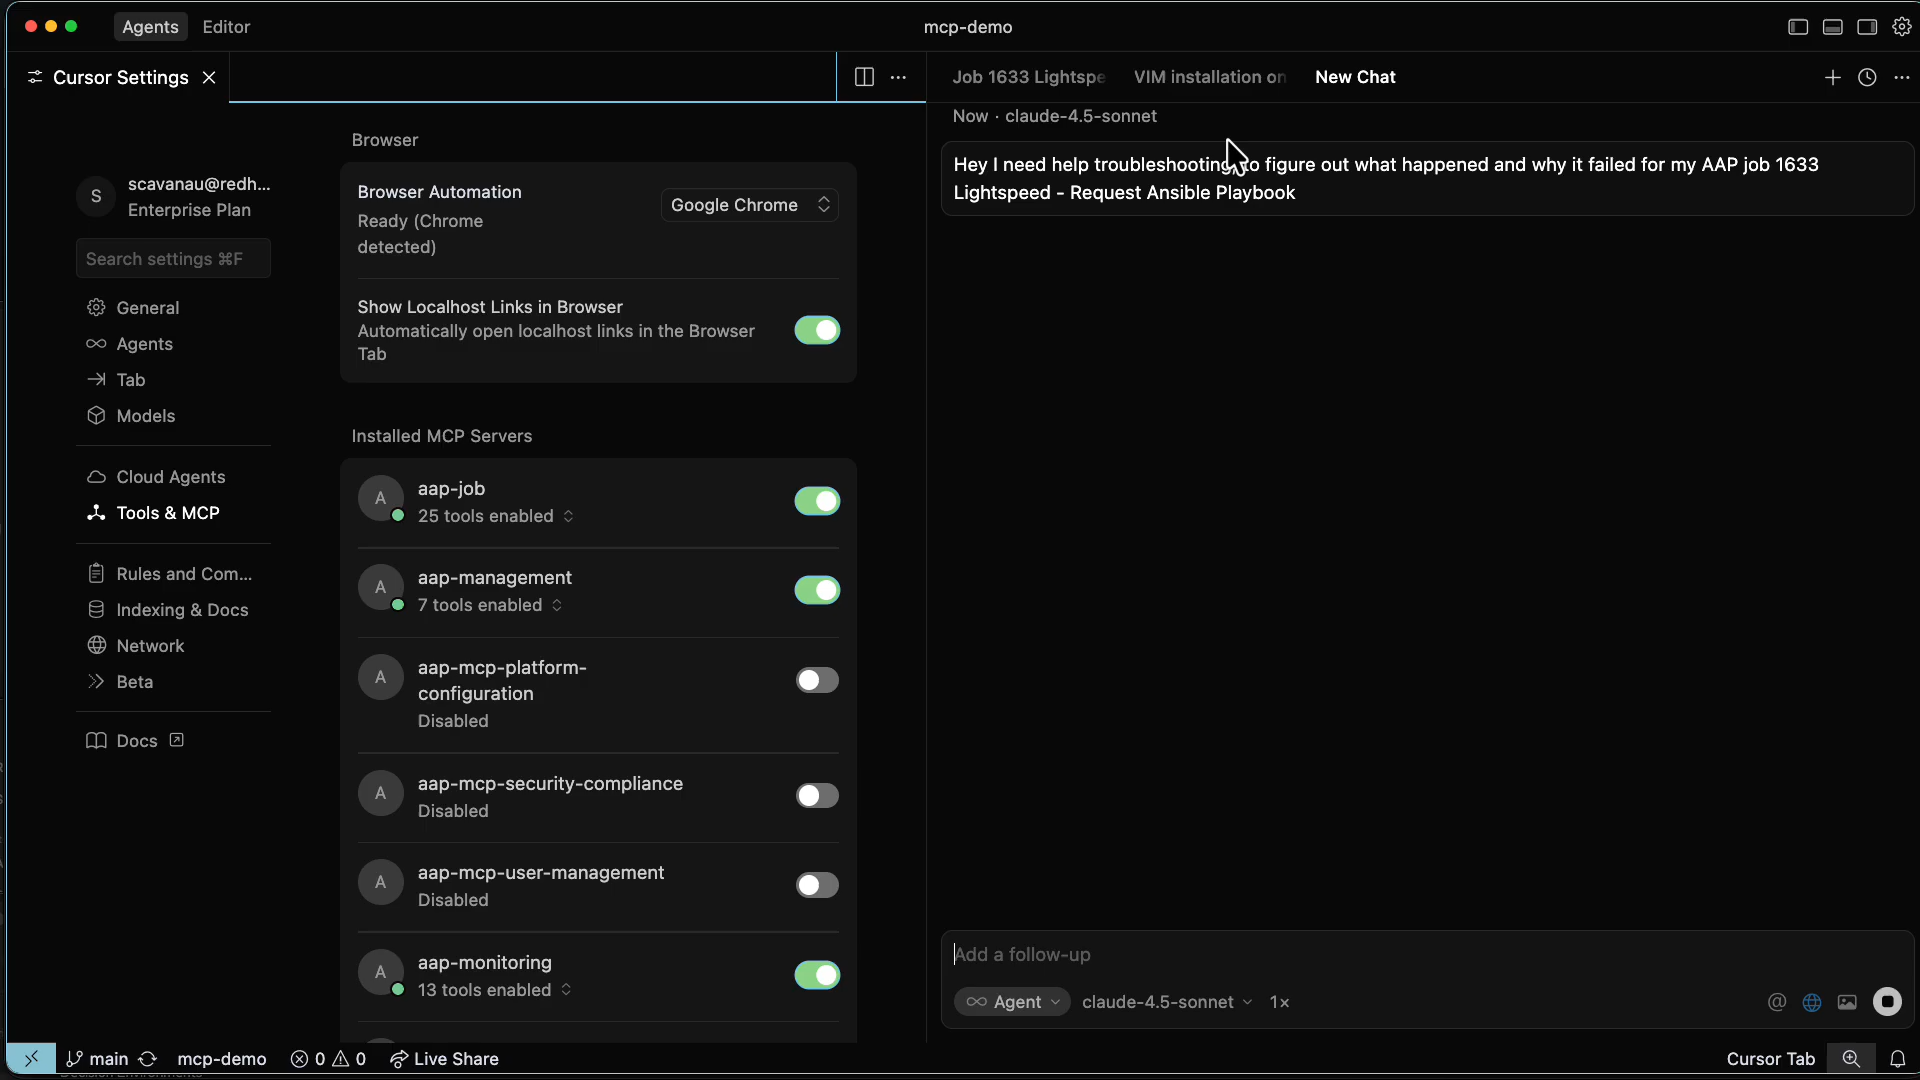 Agents
Editor
mcp-demo
Cursor Settings
Job 1633 Lightspe
VIM installation on
New Chat
Now · claude-4.5-sonnet
Hey I need help troubleshooting to figure out what happened and why it failed for my AAP job 1633
Lightspeed - Request Ansible Playbook
S
scavanau@redh...
Enterprise Plan
Search settings ⌘F
General
Agents
Tab
Models
Cloud Agents
Tools & MCP
Rules and Com...
Indexing & Docs
Network
Beta
Docs
Browser
Browser Automation
Ready (Chrome
detected)
Google Chrome
Show Localhost Links in Browser
Automatically open localhost links in the Browser
Tab
Installed MCP Servers
A
aap-job
25 tools enabled
A
aap-management
7 tools enabled
A
aap-mcp-platform-
configuration
Disabled
A
aap-mcp-security-compliance
Disabled
A
aap-mcp-user-management
Disabled
A
aap-monitoring
13 tools enabled
Add a follow-up
Agent
claude-4.5-sonnet
1×
main
mcp-demo
0
0
Live Share
Cursor Tab